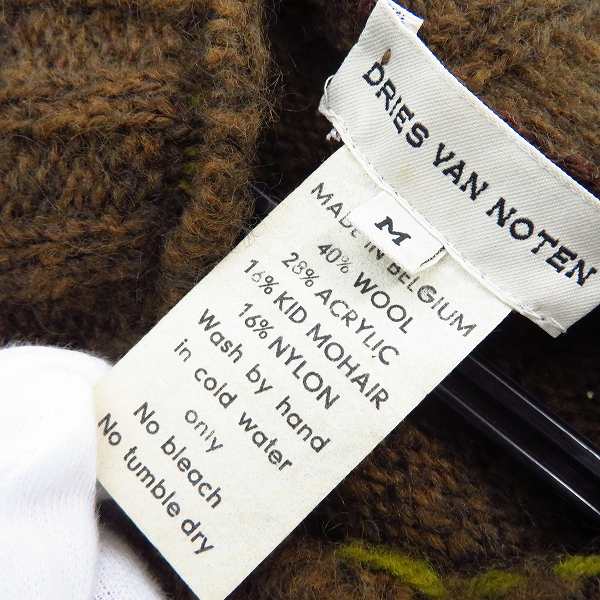 DRIES VAN NOTEN
M
MADE IN BELGIUM
40% WOOL
28% ACRYLIC
16% KID MOHAIR
16% NYLON
Wash by hand
in cold water
only
No bleach
No tumble dry